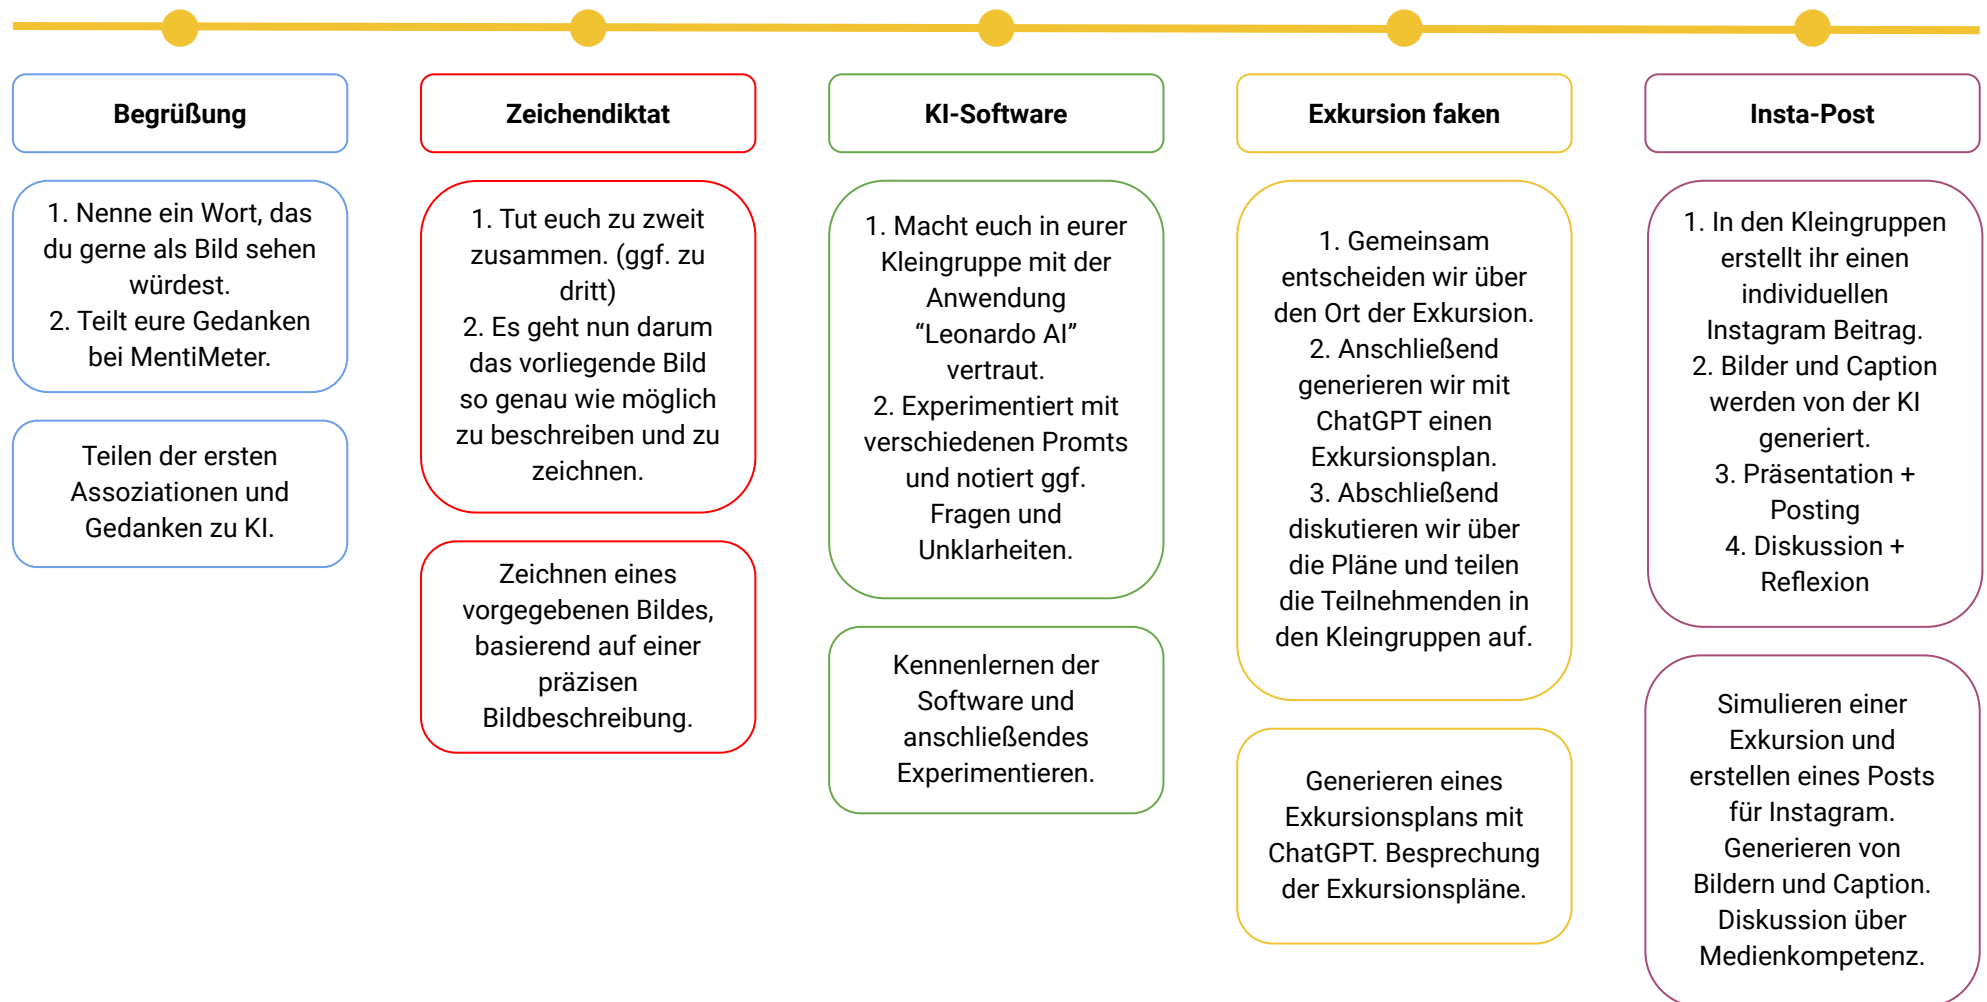 Begrüßung
1. Nenne ein Wort, das
du gerne als Bild sehen
würdest.
2. Teilt eure Gedanken
bei MentiMeter.
Teilen der ersten
Assoziationen und
Gedanken zu KI.
Zeichendiktat
1. Tut euch zu zweit
zusammen. (ggf. zu
dritt)
2. Es geht nun darum
das vorliegende Bild
so genau wie möglich
zu beschreiben und zu
zeichnen.
Zeichnen eines
vorgegebenen Bildes,
basierend auf einer
präzisen
Bildbeschreibung.
KI-Software
1. Macht euch in eurer
Kleingruppe mit der
Anwendung
“Leonardo AI”
vertraut.
2. Experimentiert mit
verschiedenen Promts
und notiert ggf.
Fragen und
Unklarheiten.
Kennenlernen der
Software und
anschließendes
Experimentieren.
Exkursion faken
1. Gemeinsam
entscheiden wir über
den Ort der Exkursion.
2. Anschließend
generieren wir mit
ChatGPT einen
Exkursionsplan.
3. Abschließend
diskutieren wir über
die Pläne und teilen
die Teilnehmenden in
den Kleingruppen auf.
Generieren eines
Exkursionsplans mit
ChatGPT. Besprechung
der Exkursionspläne.
Insta-Post
1. In den Kleingruppen
erstellt ihr einen
individuellen
Instagram Beitrag.
2. Bilder und Caption
werden von der KI
generiert.
3. Präsentation +
Posting
4. Diskussion +
Reflexion
Simulieren einer
Exkursion und
erstellen eines Posts
für Instagram.
Generieren von
Bildern und Caption.
Diskussion über
Medienkompetenz.